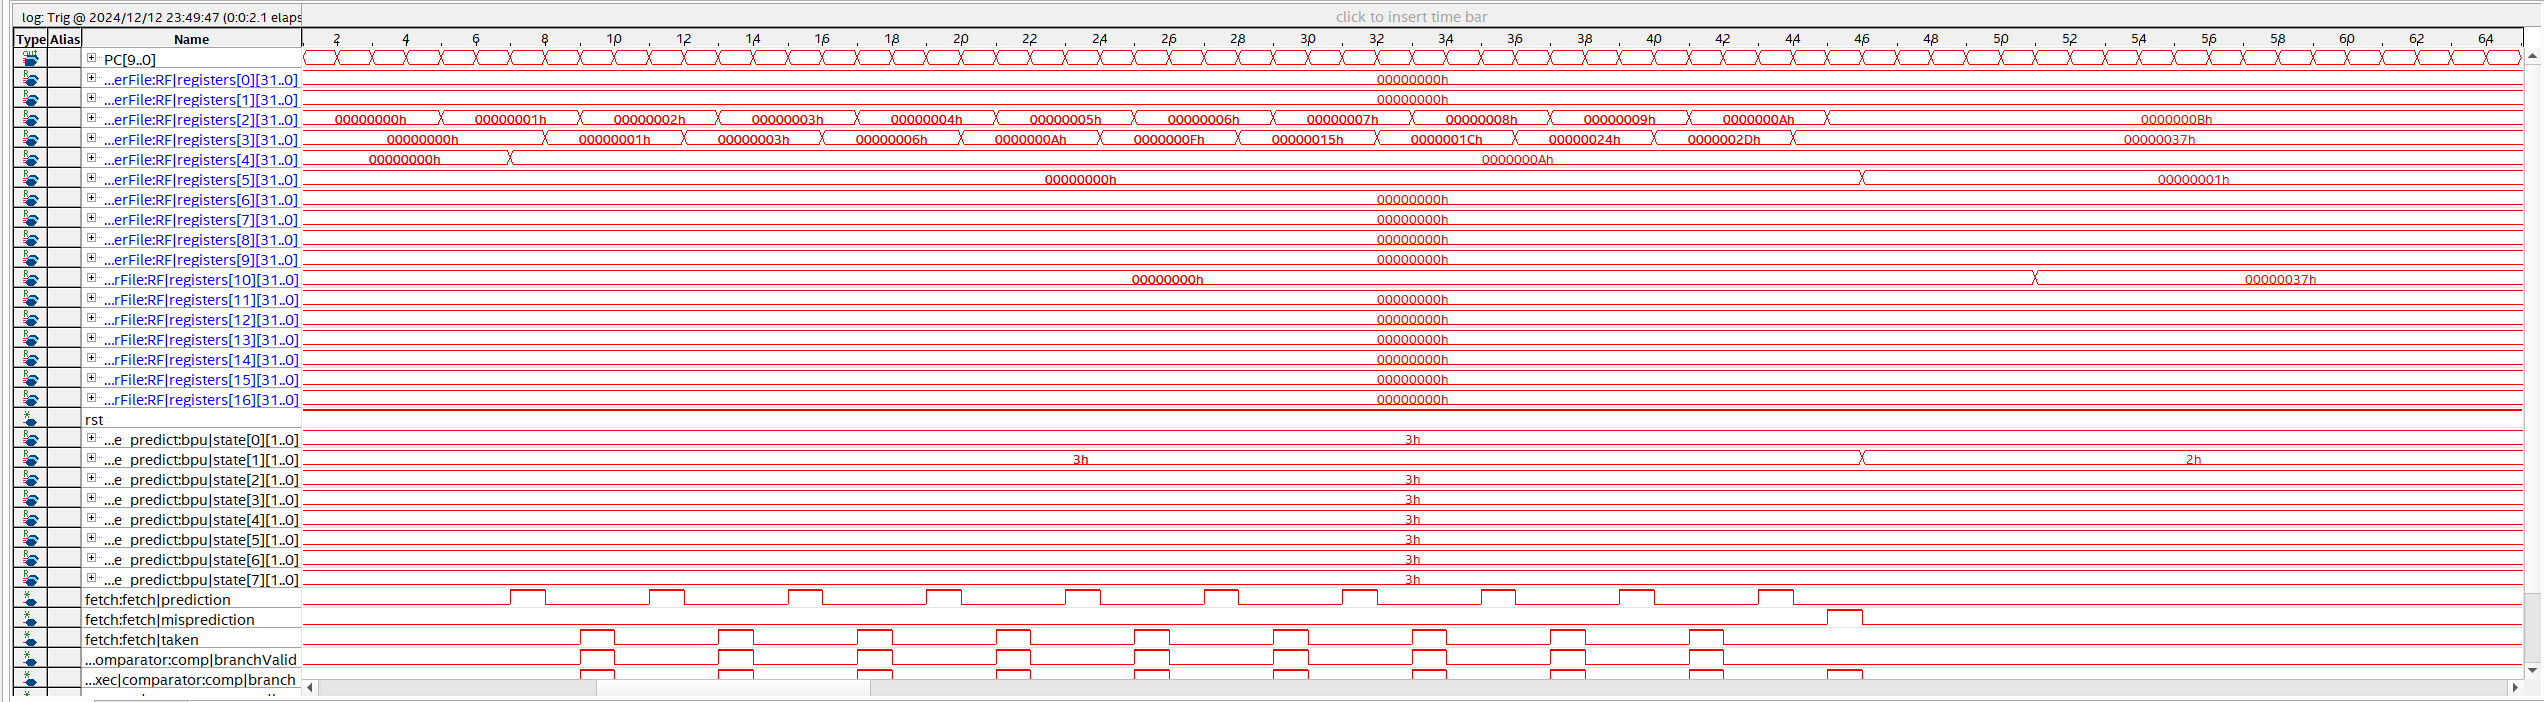 log: Trig @ 2024/12/12 23:49:47 (0:0:2.1 elaps click to insert time bar
Type Alias Name 2 4 6 8 10 12 14 16 18 20 22 24 26 28 30 32 34 36 38 40 42 44 46 48 50 52 54 56 58 60 62 64
PC[9..0]
...erFile:RF|registers[0][31..0] 00000000h
...erFile:RF|registers[1][31..0] 00000000h
...erFile:RF|registers[2][31..0] 00000000h 00000001h 00000002h 00000003h 00000004h 00000005h 00000006h 00000007h 00000008h 00000009h 0000000Ah 0000000Bh
...erFile:RF|registers[3][31..0] 00000000h 00000001h 00000003h 00000006h 0000000Ah 0000000Fh 00000015h 0000001Ch 00000024h 0000002Dh 00000037h
...erFile:RF|registers[4][31..0] 00000000h 0000000Ah
...erFile:RF|registers[5][31..0] 00000000h 00000001h
...erFile:RF|registers[6][31..0] 00000000h
...erFile:RF|registers[7][31..0] 00000000h
...erFile:RF|registers[8][31..0] 00000000h
...erFile:RF|registers[9][31..0] 00000000h
...rFile:RF|registers[10][31..0] 00000000h 00000037h
...rFile:RF|registers[11][31..0] 00000000h
...rFile:RF|registers[12][31..0] 00000000h
...rFile:RF|registers[13][31..0] 00000000h
...rFile:RF|registers[14][31..0] 00000000h
...rFile:RF|registers[15][31..0] 00000000h
...rFile:RF|registers[16][31..0] 00000000h
rst
...e_predict:bpu|state[0][1..0] 3h
...e_predict:bpu|state[1][1..0] 3h 2h
...e_predict:bpu|state[2][1..0] 3h
...e_predict:bpu|state[3][1..0] 3h
...e_predict:bpu|state[4][1..0] 3h
...e_predict:bpu|state[5][1..0] 3h
...e_predict:bpu|state[6][1..0] 3h
...e_predict:bpu|state[7][1..0] 3h
fetch:fetch|prediction
fetch:fetch|misprediction
fetch:fetch|taken
...omparator:comp|branchValid
...xec|comparator:comp|branch